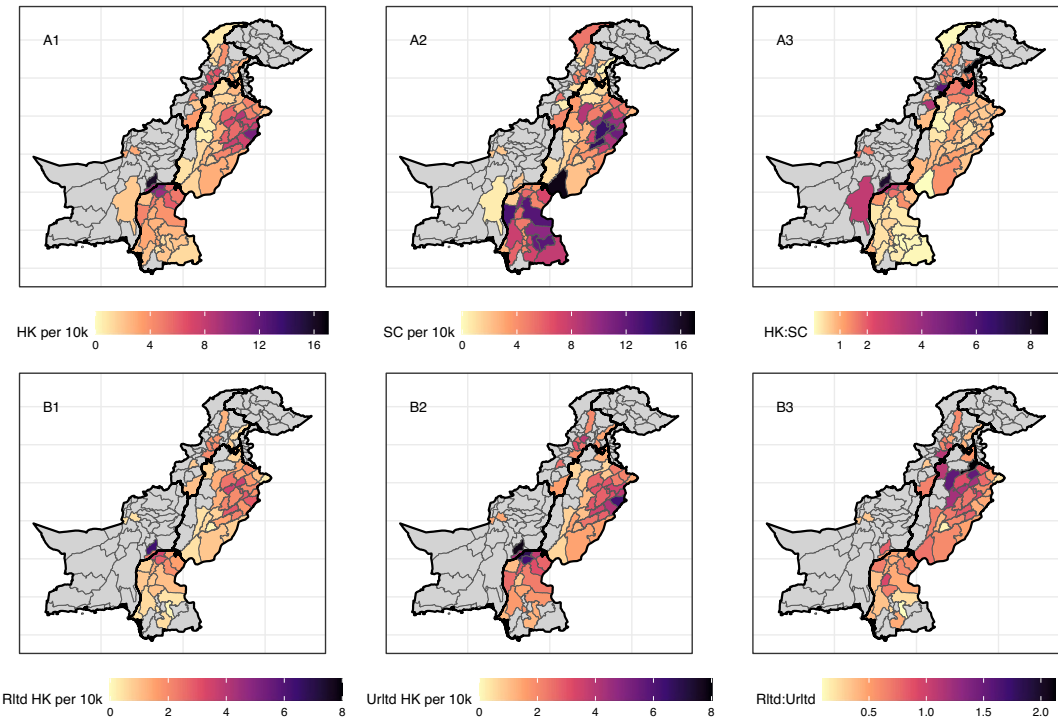 A1
A2
A3
HK per 10k
0 4 8 12 16
SC per 10k
0 4 8 12 16
HK:SC
1 2 4 6 8
B1
B2
B3
Rltd HK per 10k
0 2 4 6 8
Urltd HK per 10k
0 2 4 6 8
Rltd:Urltd
0.5 1.0 1.5 2.0